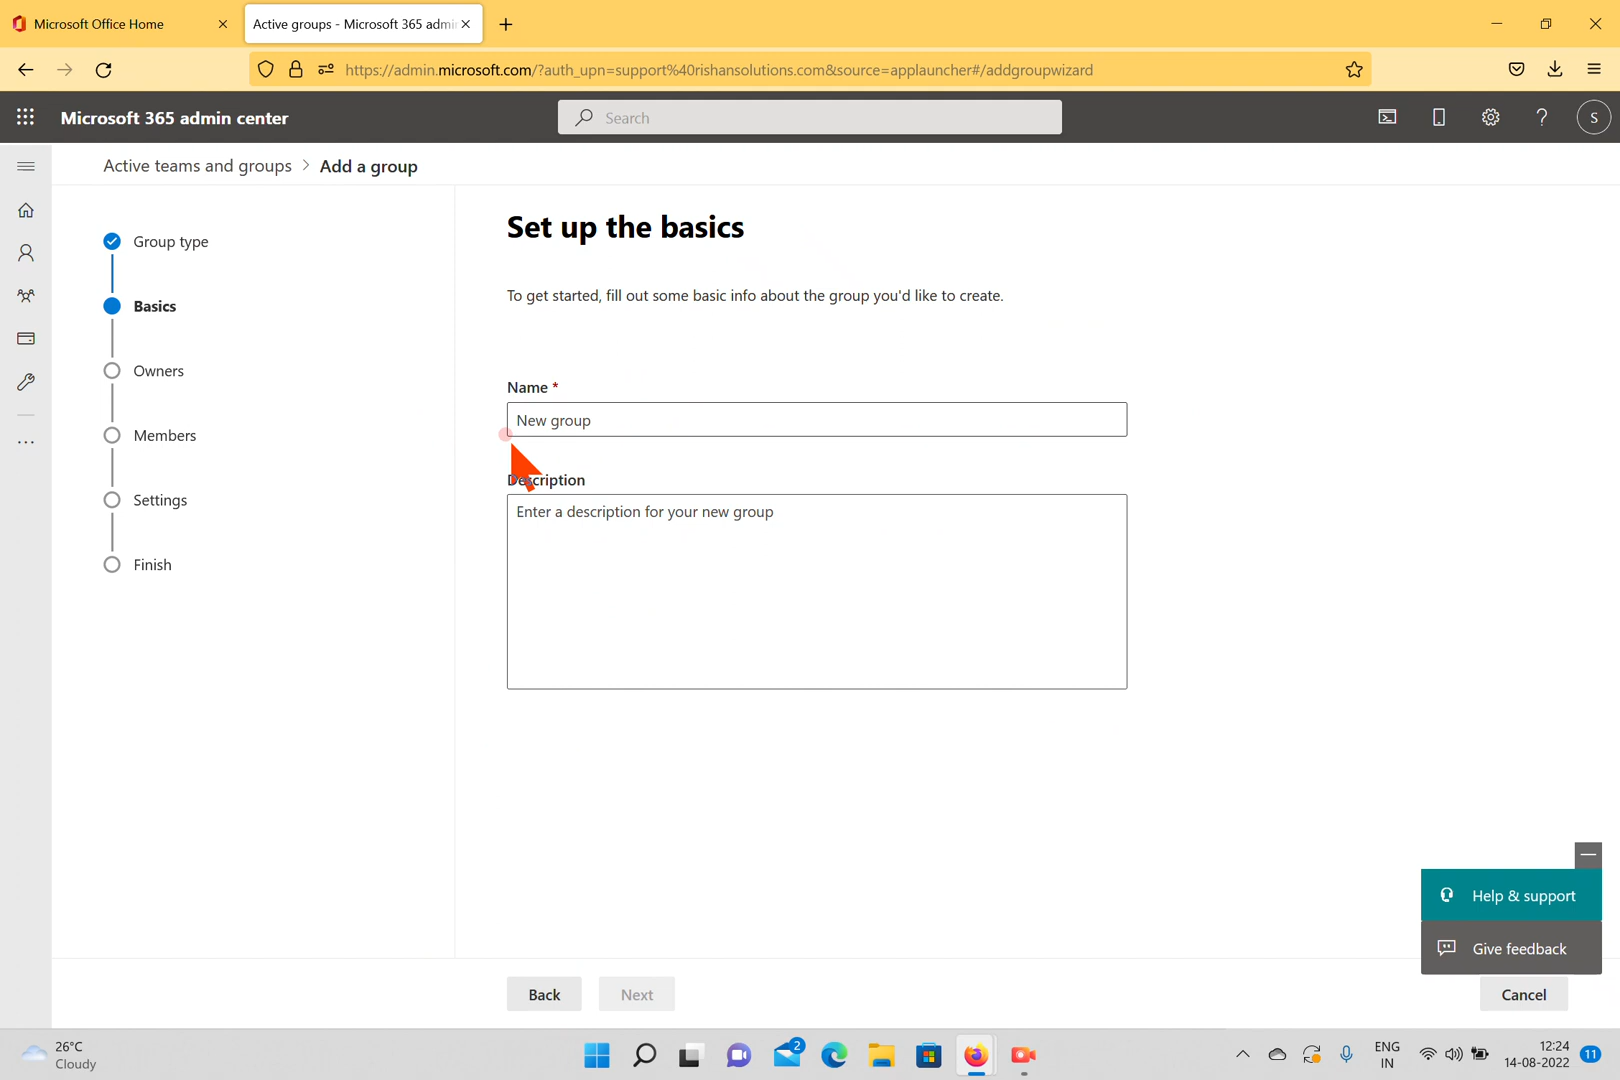 Microsoft Office Home
Active groups - Microsoft 365 admi
https://admin.microsoft.com/?auth_upn=support%40rishansolutions.com&source=applauncher#/addgroupwizard
Microsoft 365 admin center
Search
S
Active teams and groups > Add a group
Group type
Basics
Owners
Members
Settings
Finish
Set up the basics
To get started, fill out some basic info about the group you'd like to create.
Name *
New group
Description
Enter a description for your new group
Help & support
Give feedback
Back
Next
Cancel
26°C
Cloudy
2
ENG
IN
12:24
14-08-2022
11